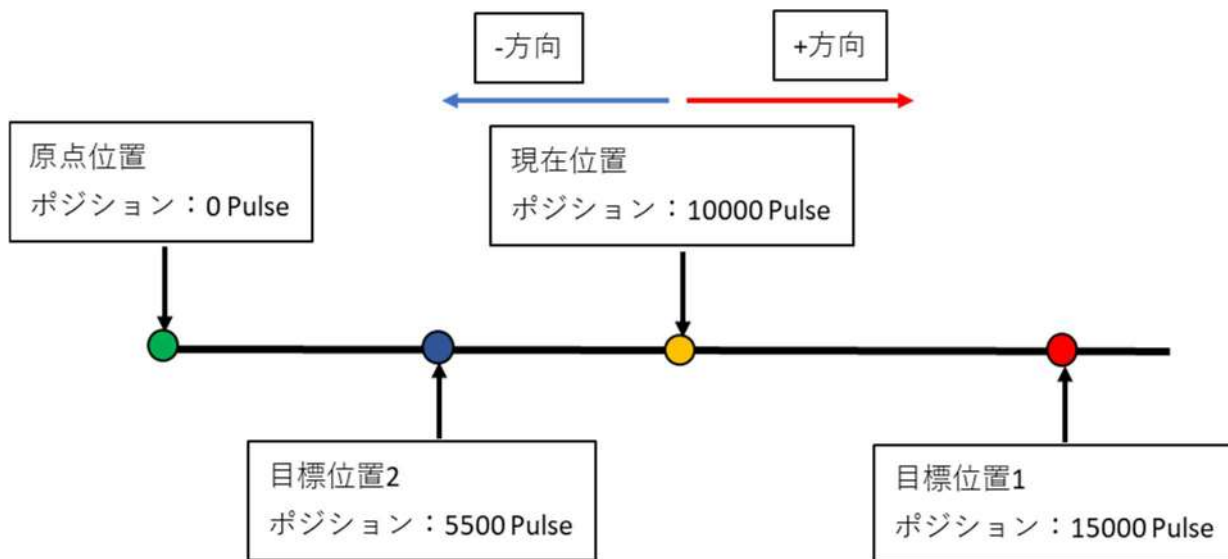 -方向
+方向
原点位置
ポジション：0 Pulse
現在位置
ポジション：10000 Pulse
目標位置2
ポジション：5500 Pulse
目標位置1
ポジション：15000 Pulse